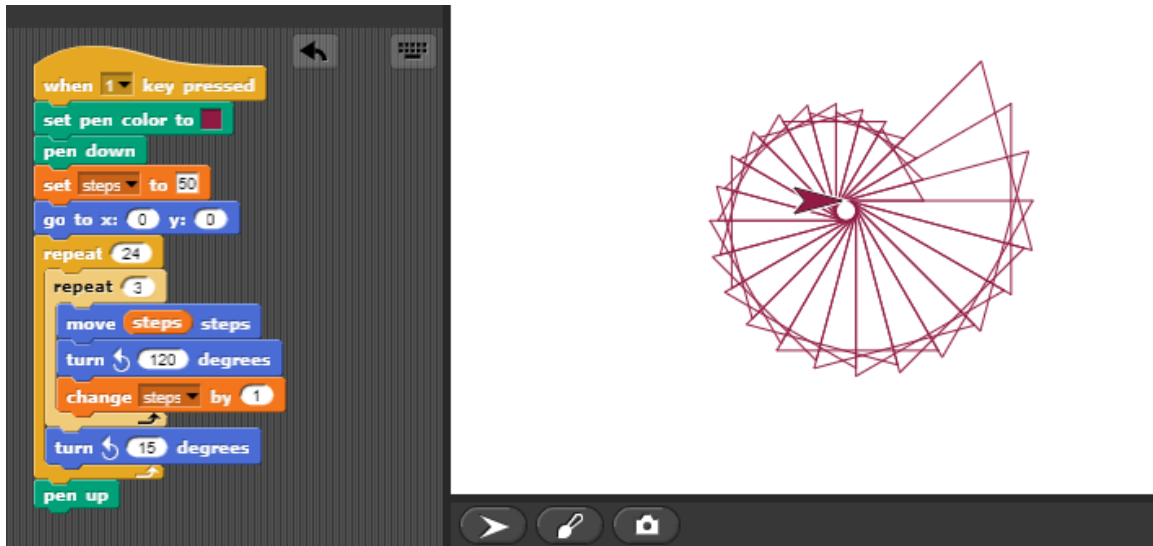 when 1 key pressed
set pen color to
pen down
set steps to 50
go to x: 0 y: 0
repeat 24
repeat 3
move steps steps
turn 120 degrees
change steps by 1
turn 15 degrees
pen up